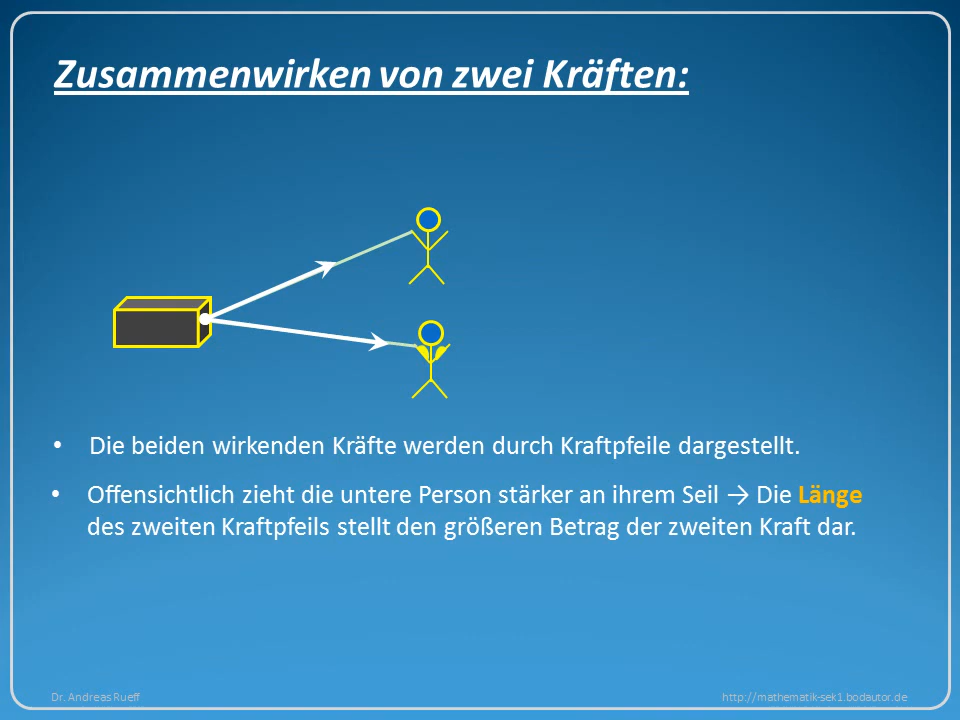 Zusammenwirken von zwei Kräften:
• Die beiden wirkenden Kräfte werden durch Kraftpfeile dargestellt.
• Offensichtlich zieht die untere Person stärker an ihrem Seil → Die Länge
des zweiten Kraftpfeils stellt den größeren Betrag der zweiten Kraft dar.
Dr. Andreas Rueff
http://mathematik-sek1.bodautor.de